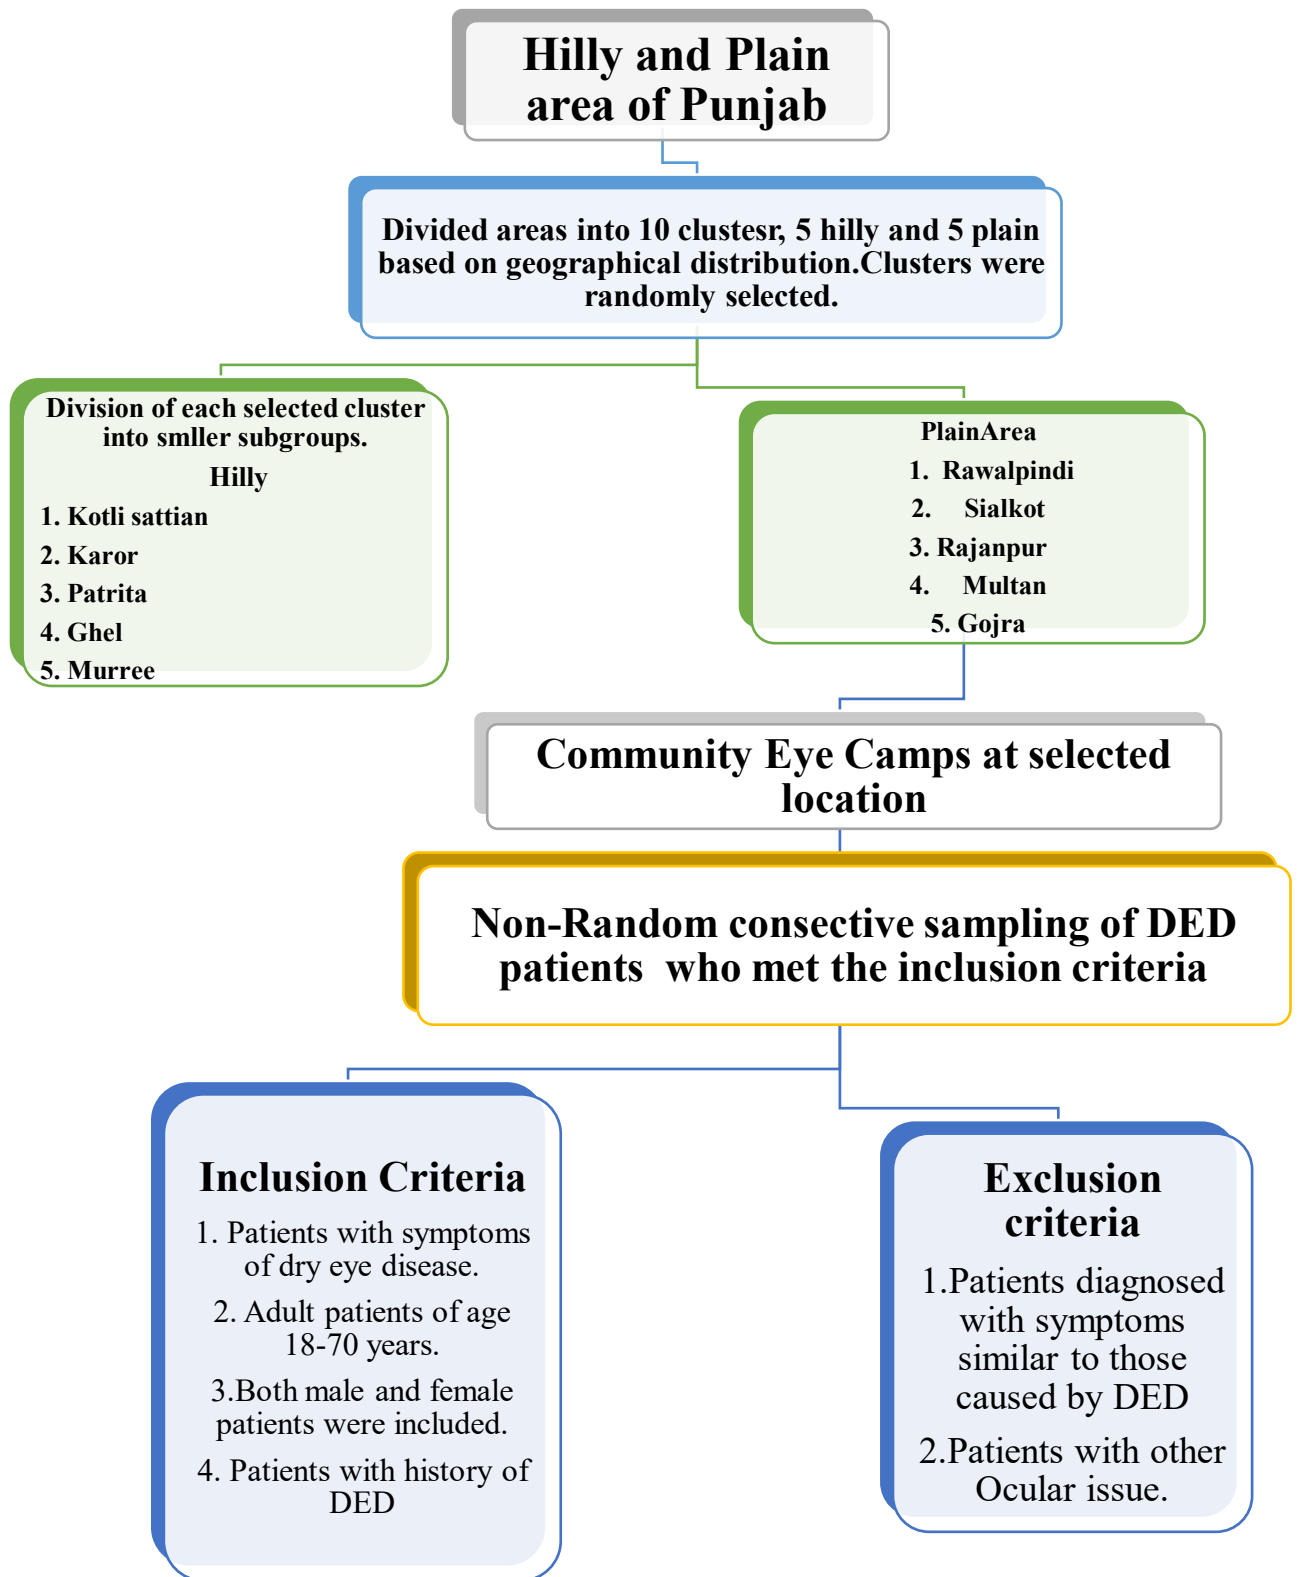 Hilly and Plain
area of Punjab
Divided areas into 10 clustesr, 5 hilly and 5 plain
based on geographical distribution.Clusters were
randomly selected.
Division of each selected cluster
into smller subgroups.
Hilly
1. Kotli sattian
2. Karor
3. Patrita
4. Ghel
5. Murree
PlainArea
1. Rawalpindi
2. Sialkot
3. Rajanpur
4. Multan
5. Gojra
Community Eye Camps at selected
location
Non-Random consective sampling of DED
patients who met the inclusion criteria
Inclusion Criteria
1. Patients with symptoms
of dry eye disease.
2. Adult patients of age
18-70 years.
3.Both male and female
patients were included.
4. Patients with history of
DED
Exclusion
criteria
1.Patients diagnosed
with symptoms
similar to those
caused by DED
2.Patients with other
Ocular issue.